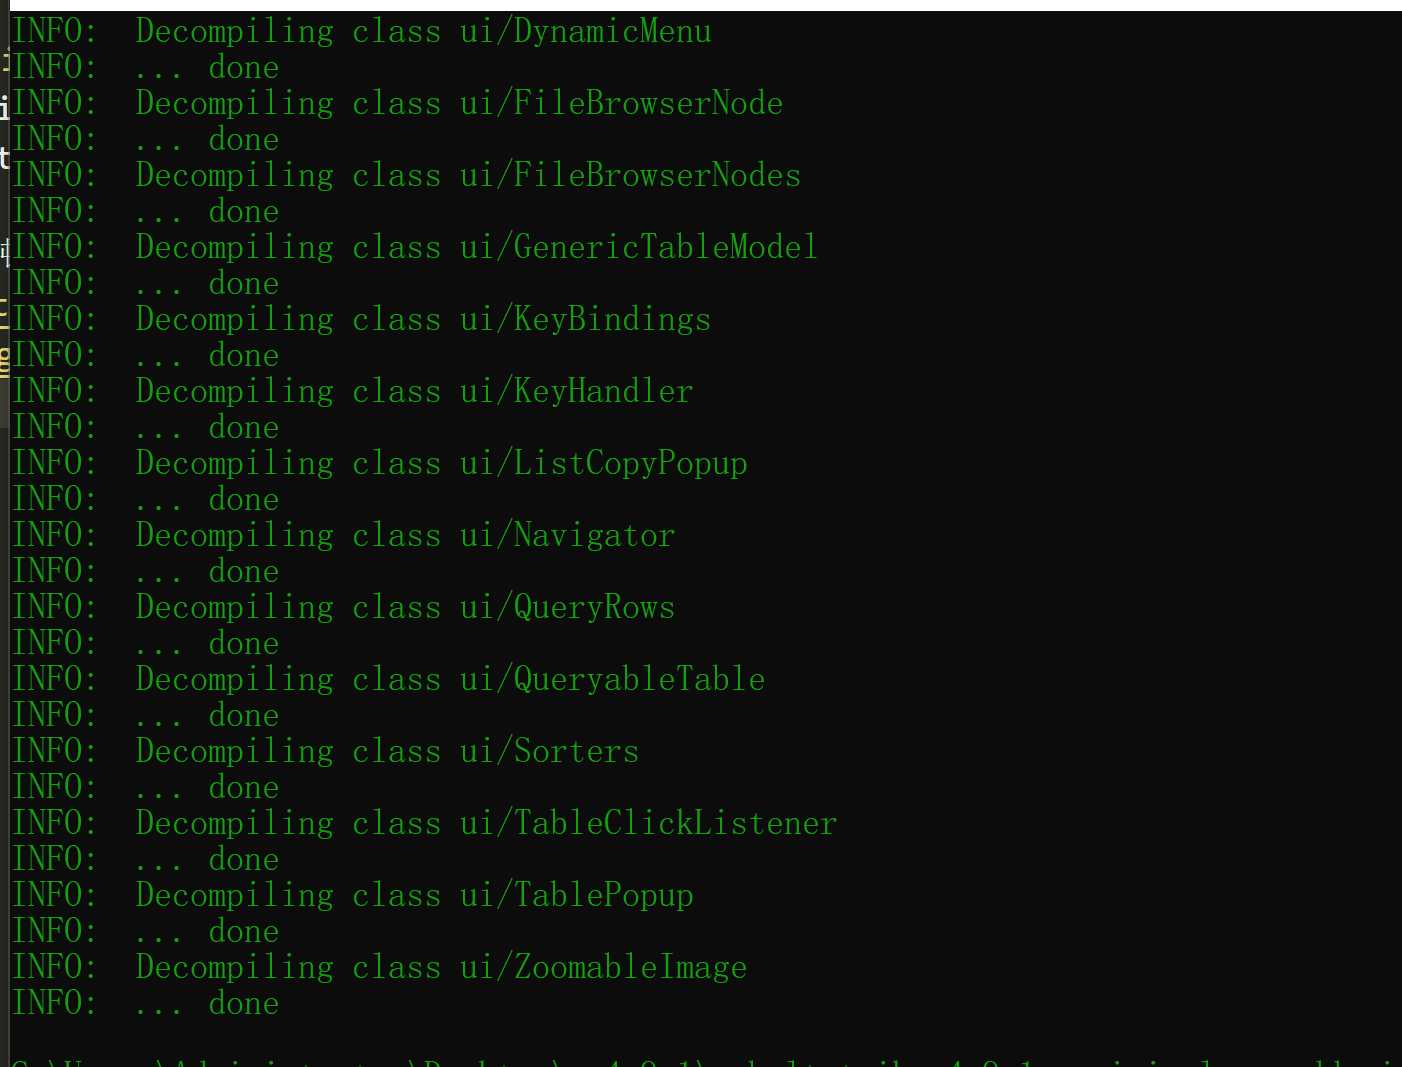 INFO:  Decompiling class ui/DynamicMenu
INFO:  ... done
INFO:  Decompiling class ui/FileBrowserNode
INFO:  ... done
INFO:  Decompiling class ui/FileBrowserNodes
INFO:  ... done
INFO:  Decompiling class ui/GenericTableModel
INFO:  ... done
INFO:  Decompiling class ui/KeyBindings
INFO:  ... done
INFO:  Decompiling class ui/KeyHandler
INFO:  ... done
INFO:  Decompiling class ui/ListCopyPopup
INFO:  ... done
INFO:  Decompiling class ui/Navigator
INFO:  ... done
INFO:  Decompiling class ui/QueryRows
INFO:  ... done
INFO:  Decompiling class ui/QueryableTable
INFO:  ... done
INFO:  Decompiling class ui/Sorters
INFO:  ... done
INFO:  Decompiling class ui/TableClickListener
INFO:  ... done
INFO:  Decompiling class ui/TablePopup
INFO:  ... done
INFO:  Decompiling class ui/ZoomableImage
INFO:  ... done